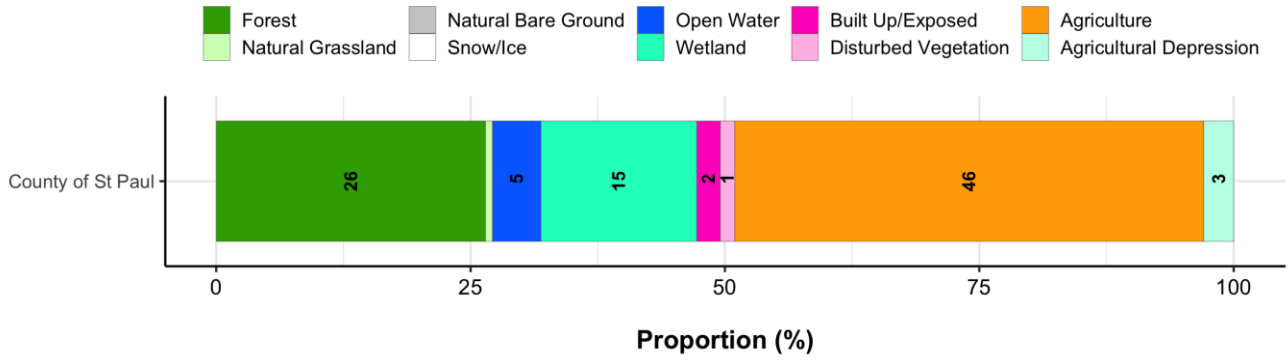 Forest Natural Bare Ground Open Water Built Up/Exposed Agriculture
Natural Grassland Snow/Ice Wetland Disturbed Vegetation Agricultural Depression
County of St Paul
26 5 15 2 1 46 3
0 25 50 75 100
Proportion (%)